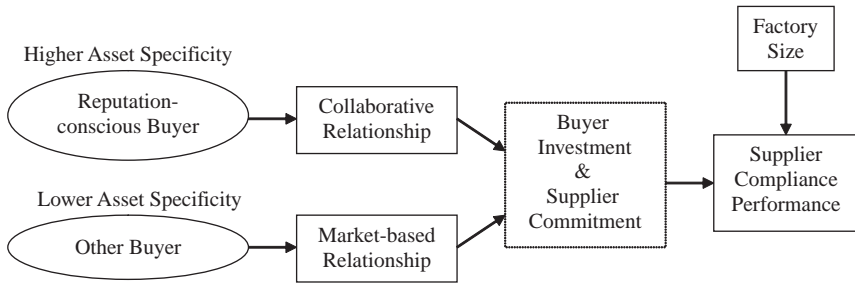 Higher Asset Specificity
Reputation-
conscious Buyer
Collaborative
Relationship
Lower Asset Specificity
Other Buyer
Market-based
Relationship
Buyer
Investment
&
Supplier
Commitment
Factory
Size
Supplier
Compliance
Performance